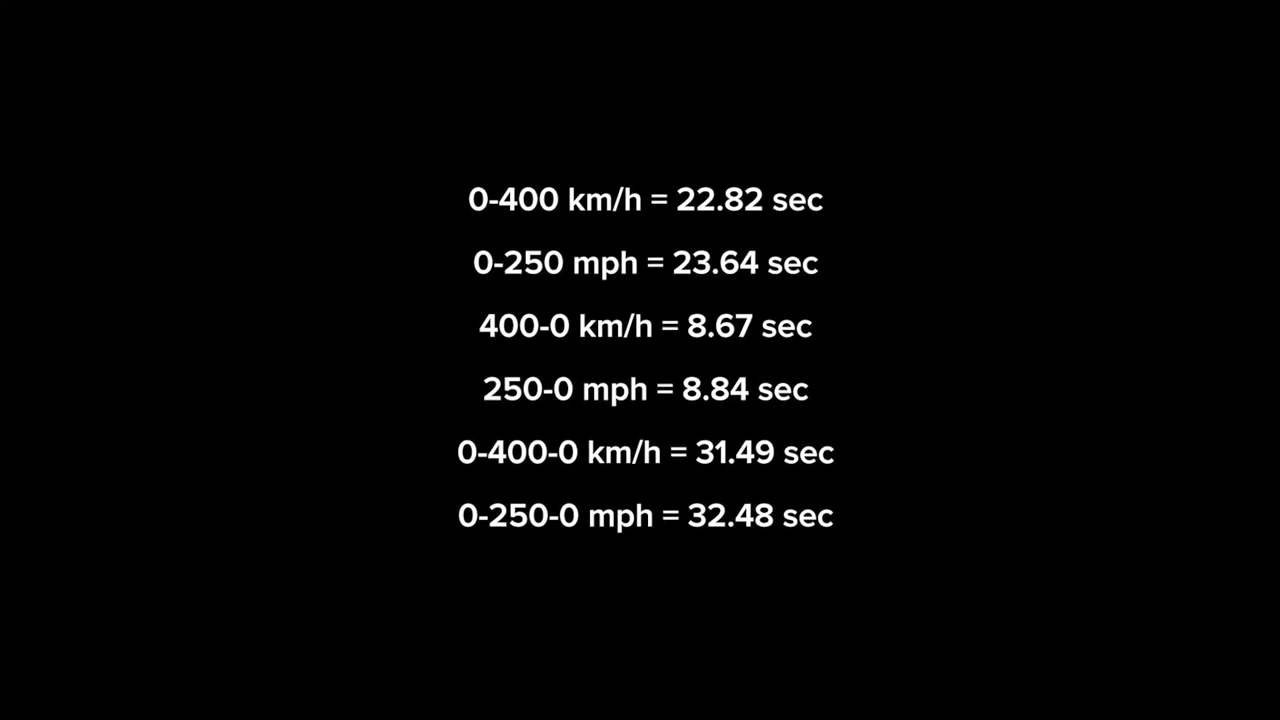 0-400 km/h = 22.82 sec
0-250 mph = 23.64 sec
400-0 km/h = 8.67 sec
250-0 mph = 8.84 sec
0-400-0 km/h = 31.49 sec
0-250-0 mph = 32.48 sec